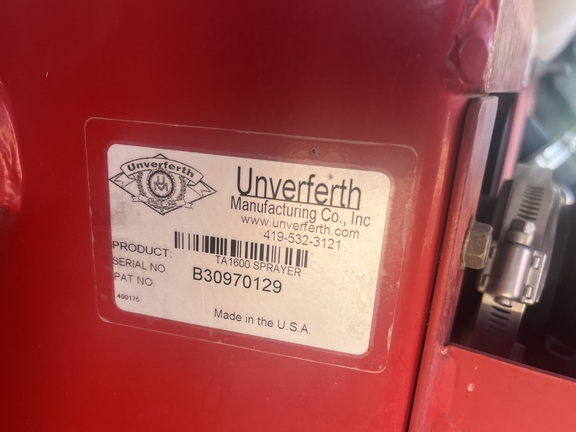 Unverferth
Unverferth
Manufacturing Co., Inc
www.unverferth.com
419-532-3121
PRODUCT: TA1600 SPRAYER
SERIAL NO. B30970129
PAT NO.
400175
Made in the U.S.A.